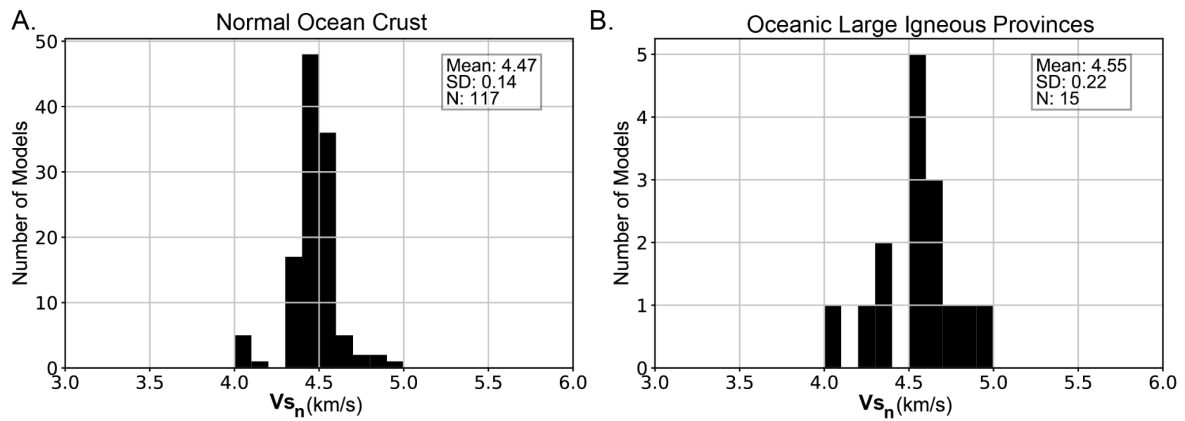 A.
Normal Ocean Crust
50
40
30
20
10
0
Number of Models
Mean: 4.47
SD: 0.14
N: 117
3.0 3.5 4.0 4.5 5.0 5.5 6.0
Vsn (km/s)
B.
Oceanic Large Igneous Provinces
5
4
3
2
1
0
Number of Models
Mean: 4.55
SD: 0.22
N: 15
3.0 3.5 4.0 4.5 5.0 5.5 6.0
Vsn (km/s)